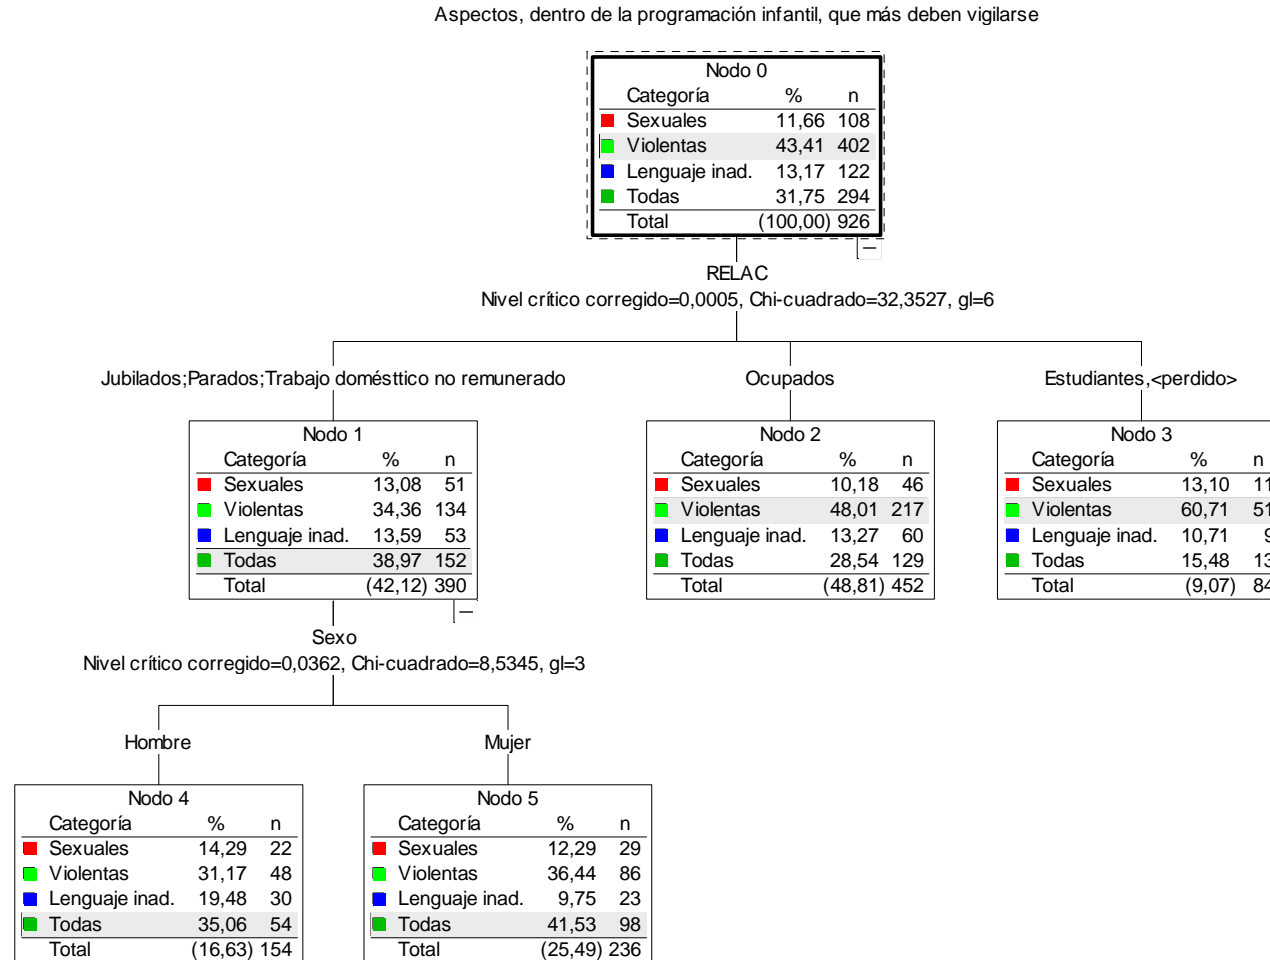 Aspectos, dentro de la programación infantil, que más deben vigilarse
Nodo 0
Categoría % n
Sexuales 11,66 108
Violentas 43,41 402
Lenguaje inad. 13,17 122
Todas 31,75 294
Total (100,00) 926
RELAC
Nivel crítico corregido=0,0005, Chi-cuadrado=32,3527, gl=6
Jubilados;Parados;Trabajo domésttico no remunerado
Nodo 1
Categoría % n
Sexuales 13,08 51
Violentas 34,36 134
Lenguaje inad. 13,59 53
Todas 38,97 152
Total (42,12) 390
Ocupados
Nodo 2
Categoría % n
Sexuales 10,18 46
Violentas 48,01 217
Lenguaje inad. 13,27 60
Todas 28,54 129
Total (48,81) 452
Estudiantes,<perdido>
Nodo 3
Categoría % n
Sexuales 13,10 11
Violentas 60,71 51
Lenguaje inad. 10,71 9
Todas 15,48 13
Total (9,07) 84
Sexo
Nivel crítico corregido=0,0362, Chi-cuadrado=8,5345, gl=3
Hombre
Nodo 4
Categoría % n
Sexuales 14,29 22
Violentas 31,17 48
Lenguaje inad. 19,48 30
Todas 35,06 54
Total (16,63) 154
Mujer
Nodo 5
Categoría % n
Sexuales 12,29 29
Violentas 36,44 86
Lenguaje inad. 9,75 23
Todas 41,53 98
Total (25,49) 236